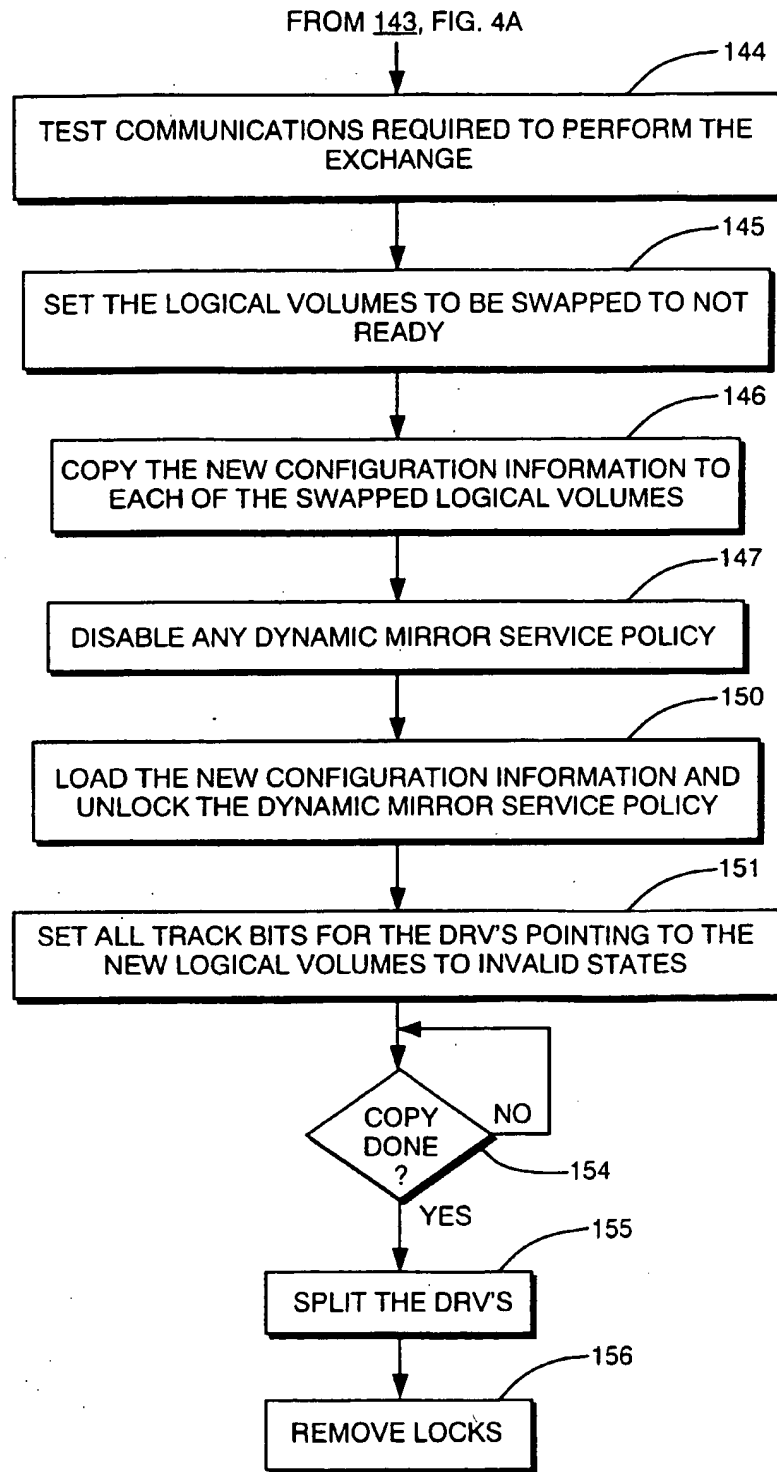 FROM 143, FIG. 4A
144
TEST COMMUNICATIONS REQUIRED TO PERFORM THE
EXCHANGE
145
SET THE LOGICAL VOLUMES TO BE SWAPPED TO NOT
READY
146
COPY THE NEW CONFIGURATION INFORMATION TO
EACH OF THE SWAPPED LOGICAL VOLUMES
147
DISABLE ANY DYNAMIC MIRROR SERVICE POLICY
150
LOAD THE NEW CONFIGURATION INFORMATION AND
UNLOCK THE DYNAMIC MIRROR SERVICE POLICY
151
SET ALL TRACK BITS FOR THE DRV'S POINTING TO THE
NEW LOGICAL VOLUMES TO INVALID STATES
COPY
DONE
?
NO
154
YES
155
SPLIT THE DRV'S
156
REMOVE LOCKS